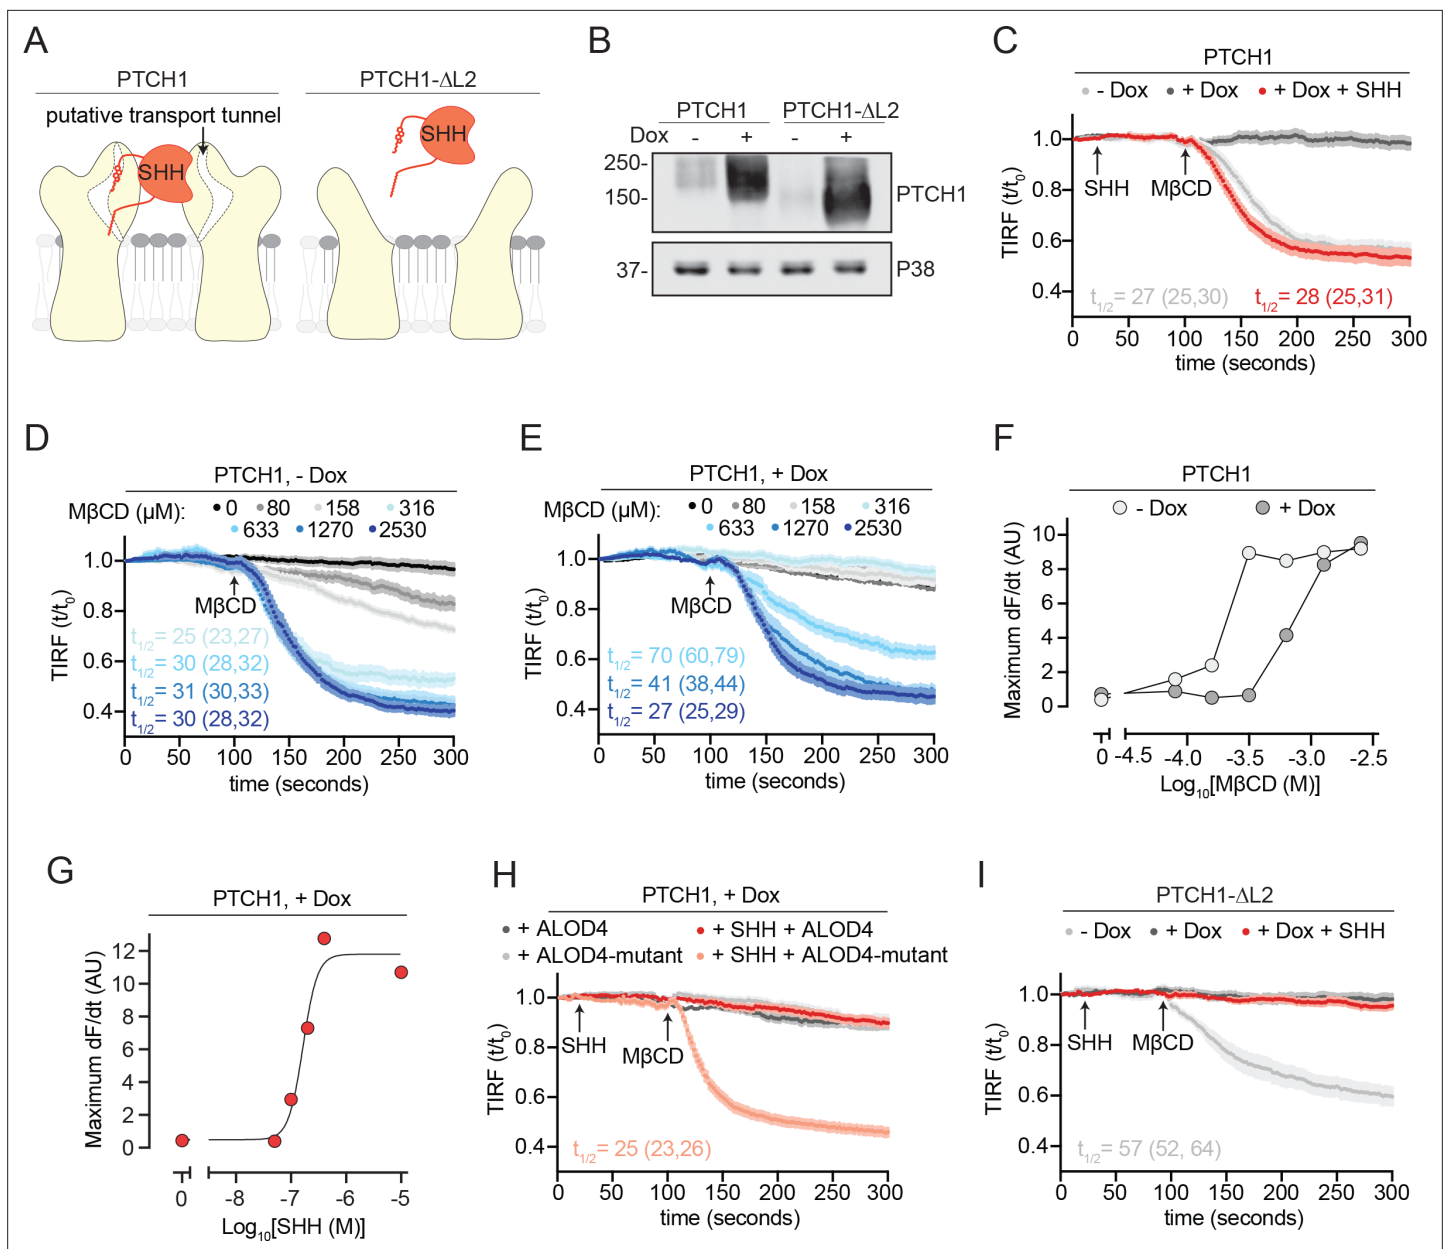 A
PTCH1
PTCH1-ΔL2
putative transport tunnel
SHH
SHH
B
PTCH1
PTCH1-ΔL2
Dox - + - +
250-
150-
PTCH1
37-
P38
C
PTCH1
- Dox + Dox + Dox + SHH
TIRF (t/t0)
1.0
0.8
0.6
0.4
SHH
MβCD
t1/2= 27 (25,30)
t1/2= 28 (25,31)
0 50 100 150 200 250 300
time (seconds)
D
PTCH1, - Dox
MβCD (μM): 0 80 158 316
633 1270 2530
TIRF (t/t0)
1.0
0.8
0.6
0.4
MβCD
t1/2= 25 (23,27)
t1/2= 30 (28,32)
t1/2= 31 (30,33)
t1/2= 30 (28,32)
0 50 100 150 200 250 300
time (seconds)
E
PTCH1, + Dox
MβCD (μM): 0 80 158 316
633 1270 2530
TIRF (t/t0)
1.0
0.8
0.6
0.4
MβCD
t1/2= 70 (60,79)
t1/2= 41 (38,44)
t1/2= 27 (25,29)
0 50 100 150 200 250 300
time (seconds)
F
PTCH1
- Dox + Dox
Maximum dF/dt (AU)
10
8
6
4
2
0
0 -4.5 -4.0 -3.5 -3.0 -2.5
Log10[MβCD (M)]
G
PTCH1, + Dox
Maximum dF/dt (AU)
12
10
8
6
4
2
0
0 -8 -7 -6 -5
Log10[SHH (M)]
H
PTCH1, + Dox
+ ALOD4 + SHH + ALOD4
+ ALOD4-mutant + SHH + ALOD4-mutant
TIRF (t/t0)
1.0
0.8
0.6
0.4
SHH
MβCD
t1/2= 25 (23,26)
0 50 100 150 200 250 300
time (seconds)
I
PTCH1-ΔL2
- Dox + Dox + Dox + SHH
TIRF (t/t0)
1.0
0.8
0.6
0.4
SHH
MβCD
t1/2= 57 (52, 64)
0 50 100 150 200 250 300
time (seconds)